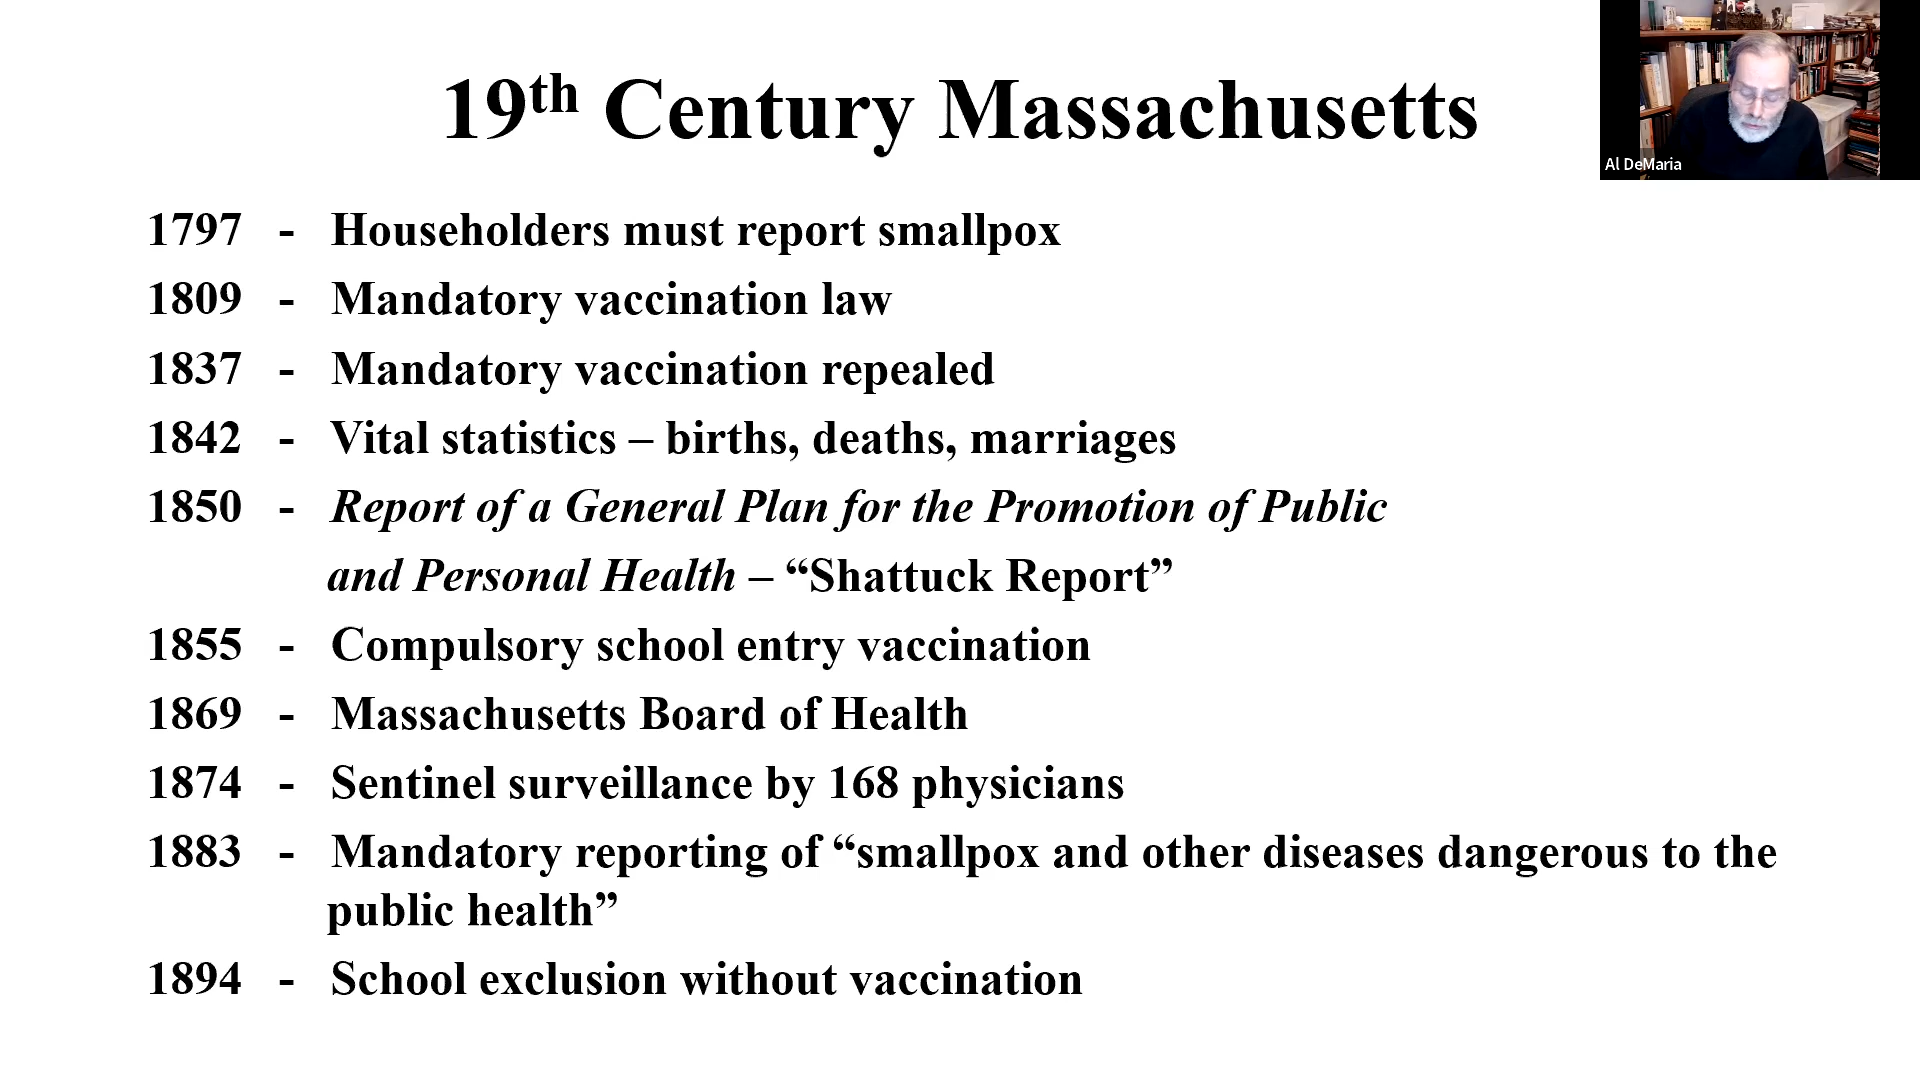 19th Century Massachusetts
Al DeMaria
1797 - Householders must report smallpox
1809 - Mandatory vaccination law
1837 - Mandatory vaccination repealed
1842 - Vital statistics – births, deaths, marriages
1850 - Report of a General Plan for the Promotion of Public
and Personal Health – “Shattuck Report”
1855 - Compulsory school entry vaccination
1869 - Massachusetts Board of Health
1874 - Sentinel surveillance by 168 physicians
1883 - Mandatory reporting of “smallpox and other diseases dangerous to the
public health”
1894 - School exclusion without vaccination